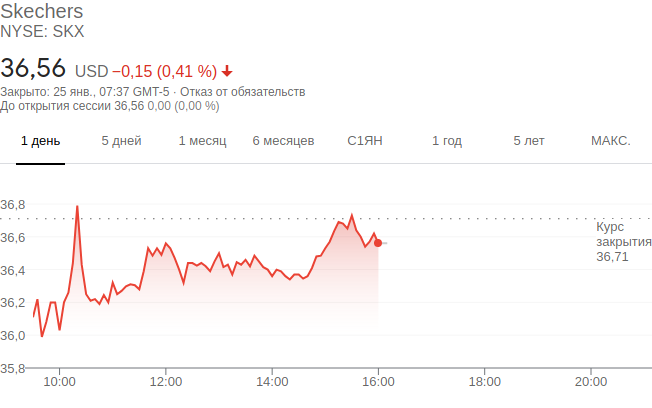 Skechers
NYSE: SKX
36,56 USD −0,15 (0,41 %)
Закрыто: 25 янв., 07:37 GMT-5 · Отказ от обязательств
До открытия сессии 36,56 0,00 (0,00 %)
1 день 5 дней 1 месяц 6 месяцев С1ЯН 1 год 5 лет МАКС.
36,8
Курс
закрытия
36,71
36,6
36,4
36,2
36,0
35,8
10:00 12:00 14:00 16:00 18:00 20:00